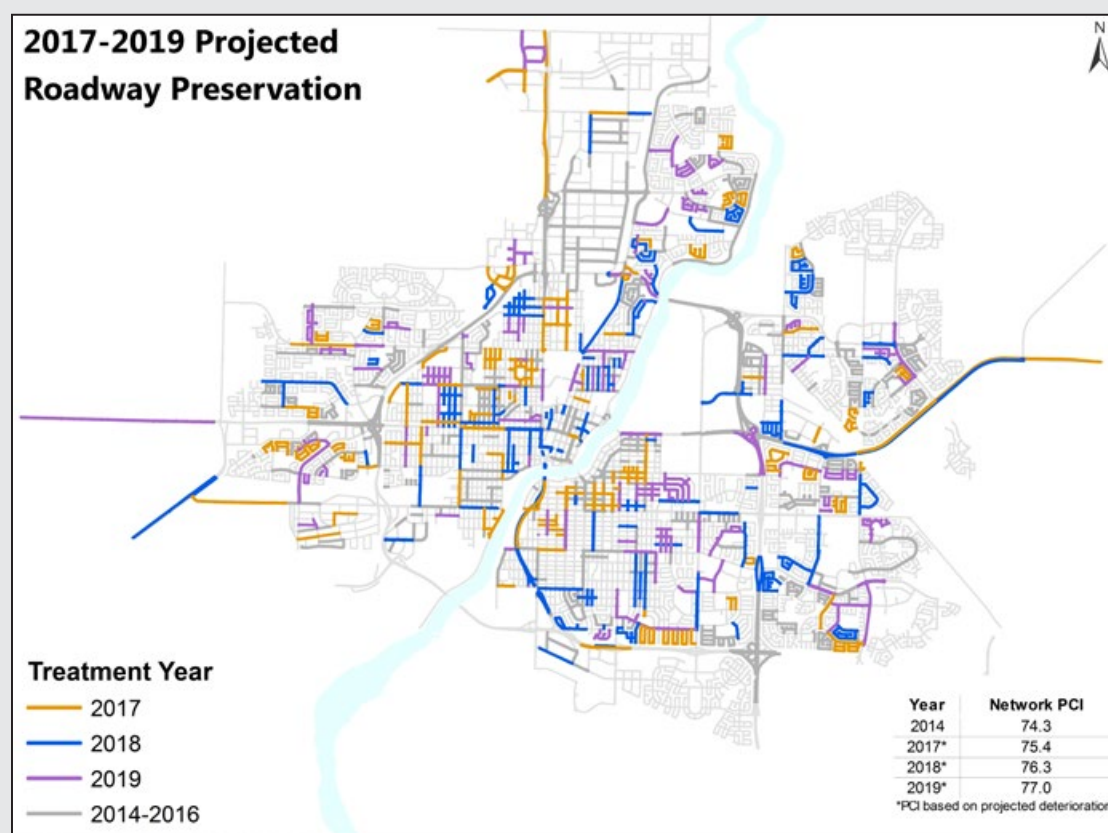 2017-2019 Projected
Roadway Preservation
N
Treatment Year
2017
2018
2019
2014-2016
Year Network PCI
2014 74.3
2017* 75.4
2018* 76.3
2019* 77.0
*PCI based on projected deterioration